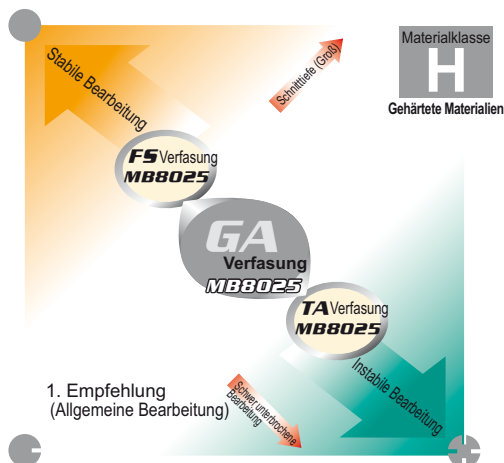 Materialklasse
H
Gehärtete Materialien
Stabile Bearbeitung
Schnitttiefe (Groß)
FS Verfasung
MB8025
GA
Verfasung
MB8025
TA Verfasung
MB8025
Instabile Bearbeitung
1. Empfehlung
(Allgemeine Bearbeitung)
Schwer unterbrochene
Bearbeitung